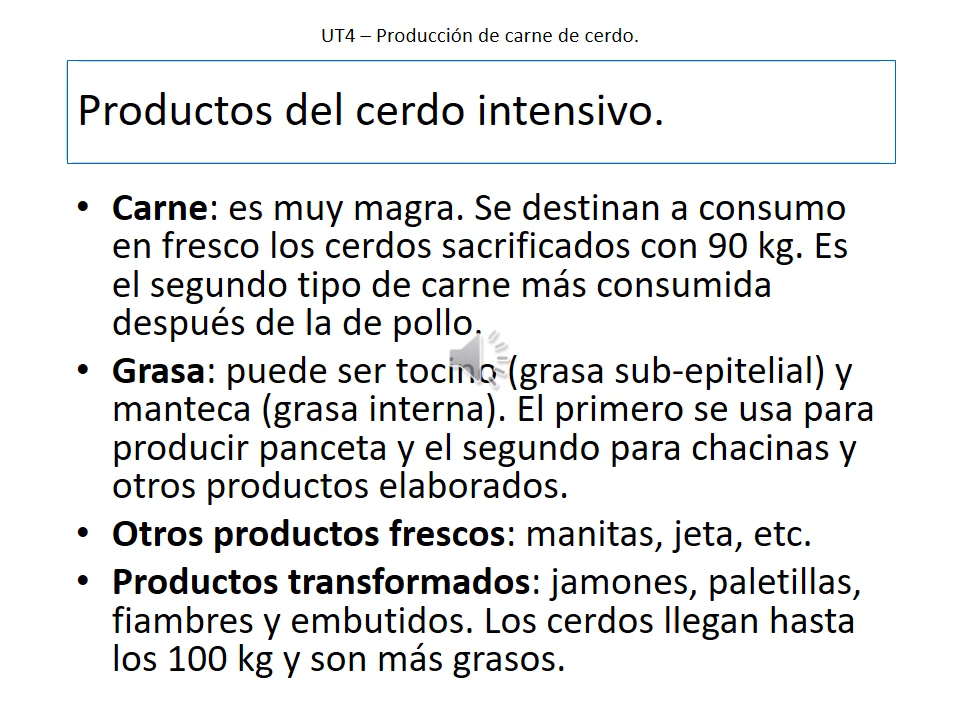 UT4 – Producción de carne de cerdo.
Productos del cerdo intensivo.
• Carne: es muy magra. Se destinan a consumo
en fresco los cerdos sacrificados con 90 kg. Es
el segundo tipo de carne más consumida
después de la de pollo.
• Grasa: puede ser tocino (grasa sub-epitelial) y
manteca (grasa interna). El primero se usa para
producir panceta y el segundo para chacinas y
otros productos elaborados.
• Otros productos frescos: manitas, jeta, etc.
• Productos transformados: jamones, paletillas,
fiambres y embutidos. Los cerdos llegan hasta
los 100 kg y son más grasos.